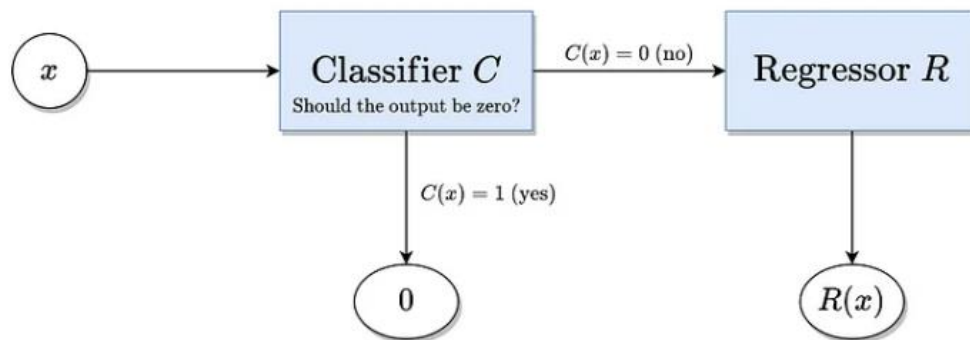 x
Classifier C
Should the output be zero?
C(x) = 0 (no)
Regressor R
C(x) = 1 (yes)
0
R(x)